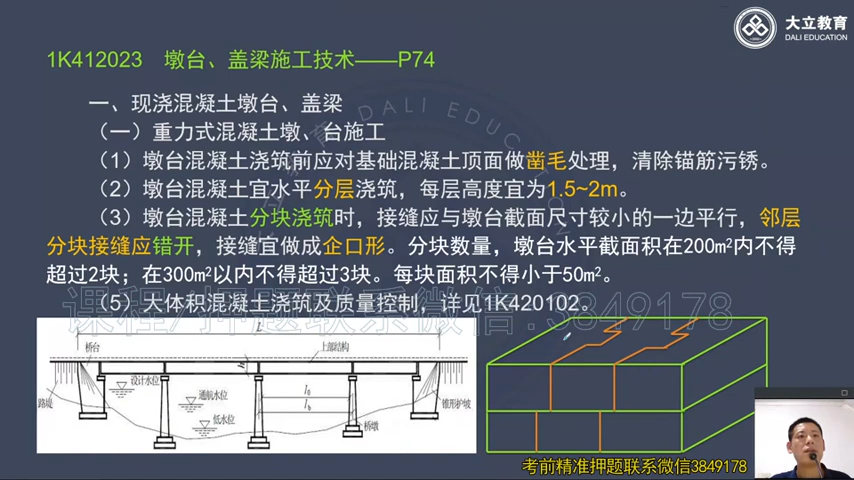 大立教育
DALI EDUCATION
1K412023 墩台、盖梁施工技术——P74
一、现浇混凝土墩台、盖梁
（一）重力式混凝土墩、台施工
（1）墩台混凝土浇筑前应对基础混凝土顶面做凿毛处理，清除锚筋污锈。
（2）墩台混凝土宜水平分层浇筑，每层高度宜为1.5~2m。
（3）墩台混凝土分块浇筑时，接缝应与墩台截面尺寸较小的一边平行，邻层
分块接缝应错开，接缝宜做成企口形。分块数量，墩台水平截面积在200m²内不得
超过2块；在300m²以内不得超过3块。每块面积不得小于50m²。
（5）大体积混凝土浇筑及质量控制，详见1K420102。
课程/押题联系微信:3849178
L
桥台
上部结构
h
设计水位
通航水位
低水位
l₀
l_b
路堤
桥墩
锥形护坡
考前精准押题联系微信3849178